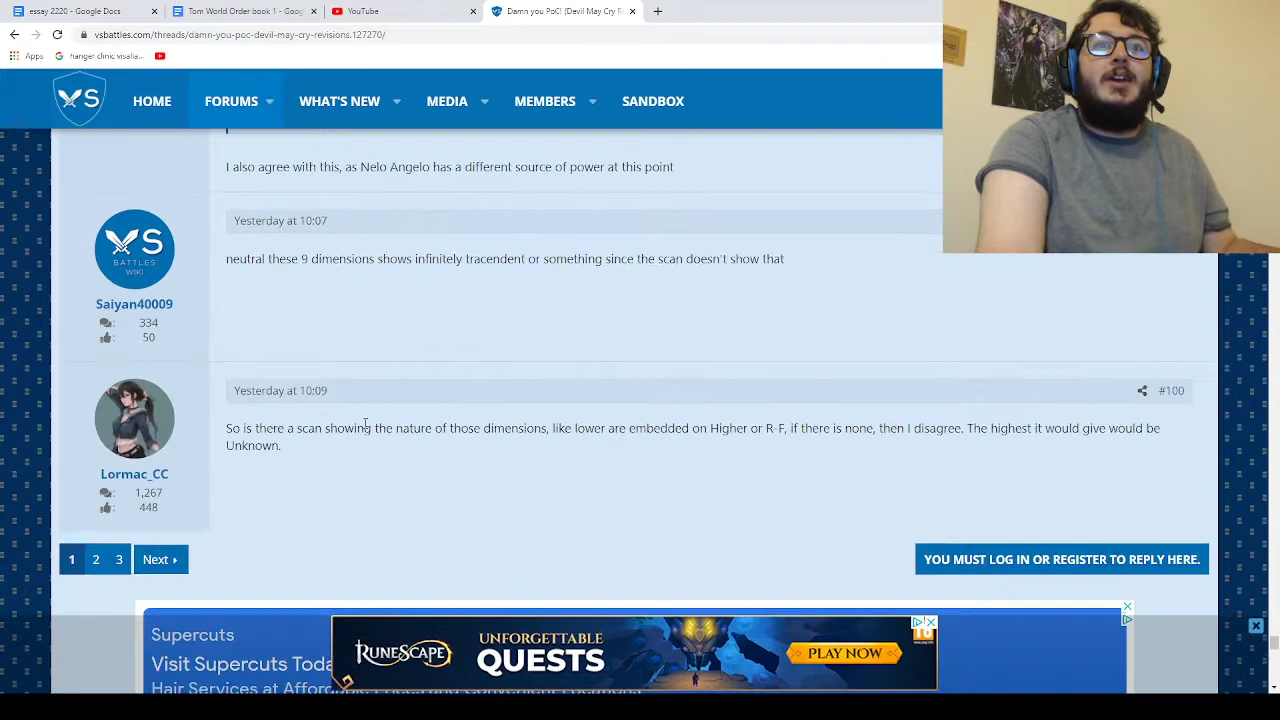 essay 2220 - Google Docs
Tom World Order book 1 - Goog
YouTube
Damn you PoC! (Devil May Cry R
vsbattles.com/threads/damn-you-poc-devil-may-cry-revisions.127270/
Apps
hanger clinic visalia...
VS
HOME
FORUMS
WHAT'S NEW
MEDIA
MEMBERS
SANDBOX
I also agree with this, as Nelo Angelo has a different source of power at this point
VS
BATTLES
WIKI
Saiyan40009
334
50
Yesterday at 10:07
neutral these 9 dimensions shows infinitely tracendent or something since the scan doesn't show that
Lormac_CC
1,267
448
Yesterday at 10:09
#100
So is there a scan showing the nature of those dimensions, like lower are embedded on Higher or R-F, if there is none, then I disagree. The highest it would give would be
Unknown.
1 2 3 Next
YOU MUST LOG IN OR REGISTER TO REPLY HERE.
Supercuts
Visit Supercuts Toda
Hair Services at Afforda
RUNESCAPE
UNFORGETTABLE
QUESTS
PLAY NOW